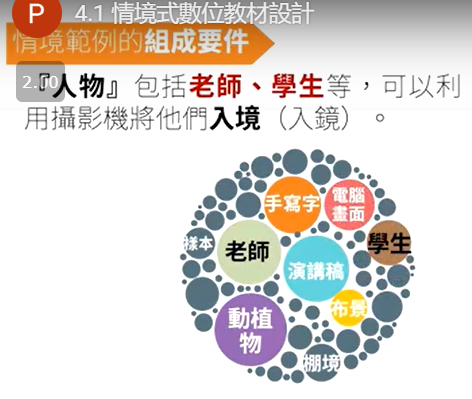 P 4.1 情境式數位教材設計
情境範例的組成要件
『人物』包括老師、學生等，可以利
用攝影機將他們入境（入鏡）。
手寫字
電腦
畫面
樣本
老師
學生
演講稿
布景
動植
物
棚境